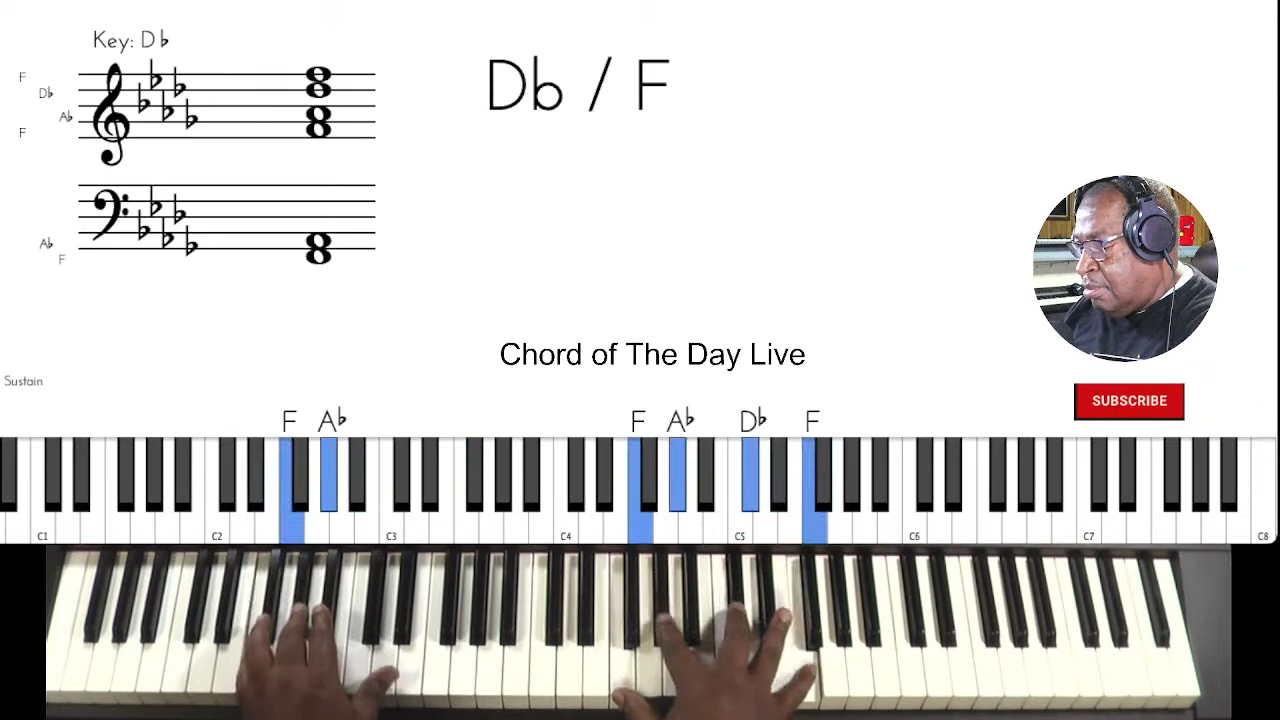 Key: D♭
Db / F
F
D♭
A♭
F
A♭
F
Chord of The Day Live
Sustain
SUBSCRIBE
F A♭ F A♭ D♭ F
C1 C2 C3 C4 C5 C6 C7 C8